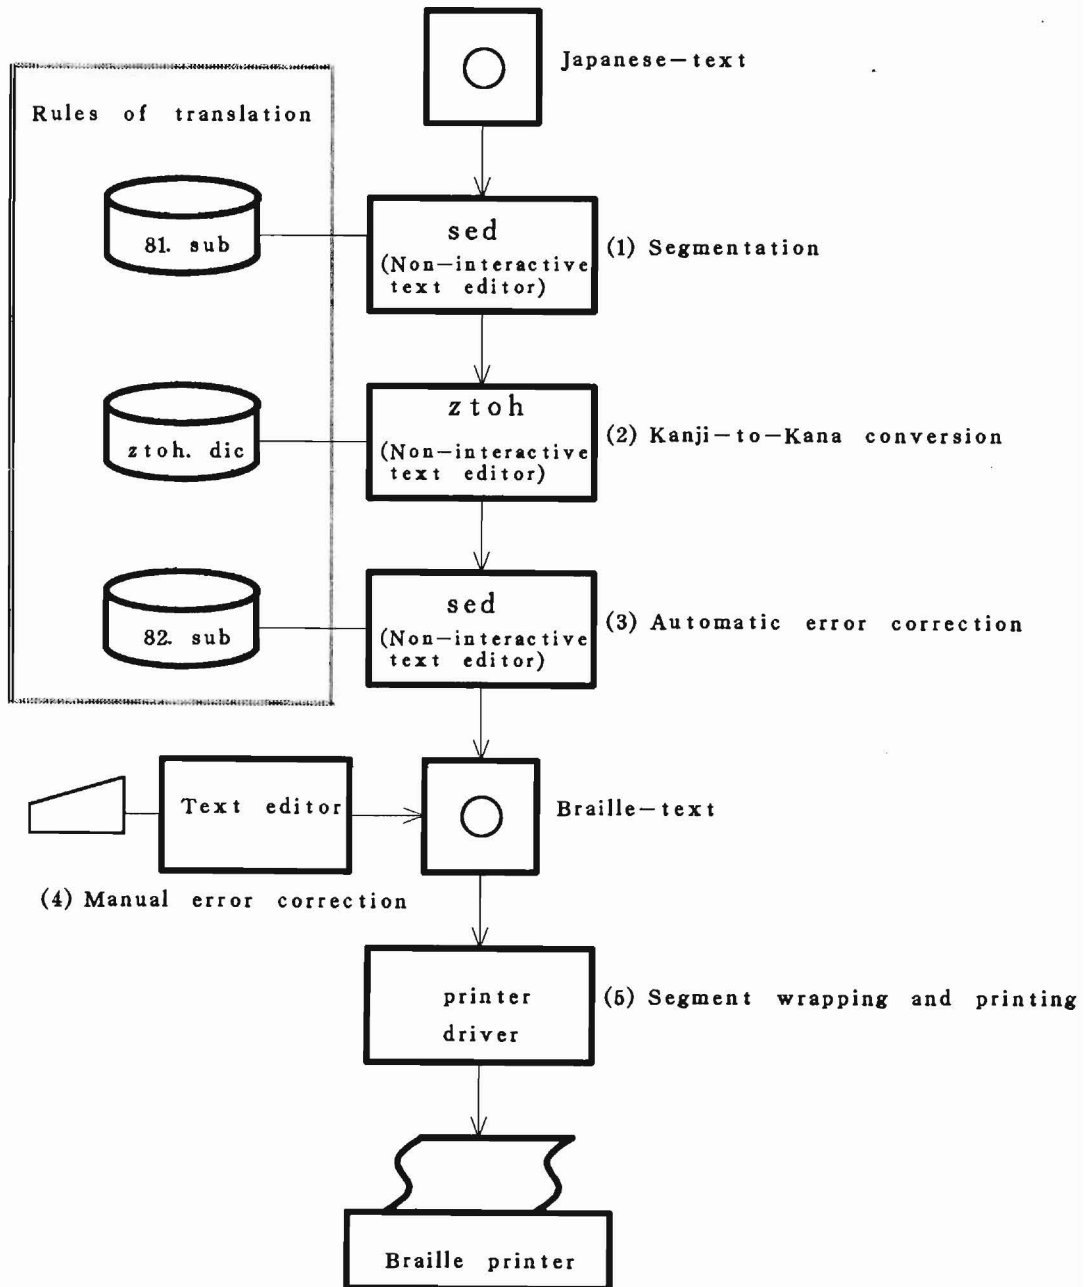 Japanese-text
Rules of translation
81. sub
sed
(Non-interactive
text editor)
(1) Segmentation
ztoh. dic
ztoh
(Non-interactive
text editor)
(2) Kanji-to-Kana conversion
82. sub
sed
(Non-interactive
text editor)
(3) Automatic error correction
Text editor
Braille-text
(4) Manual error correction
printer
driver
(5) Segment wrapping and printing
Braille printer